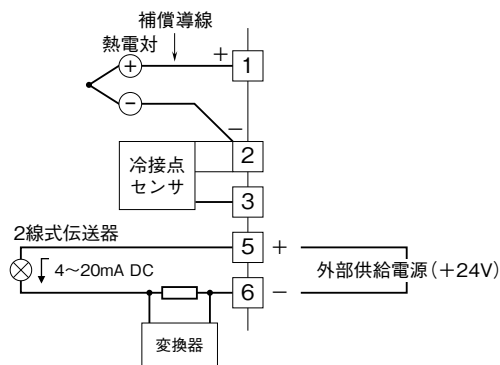 補償導線
熱電対
+
+
1
−
−
2
冷接点
センサ
3
2線式伝送器
5
+
4〜20mA DC
外部供給電源（+24V）
6
−
変換器